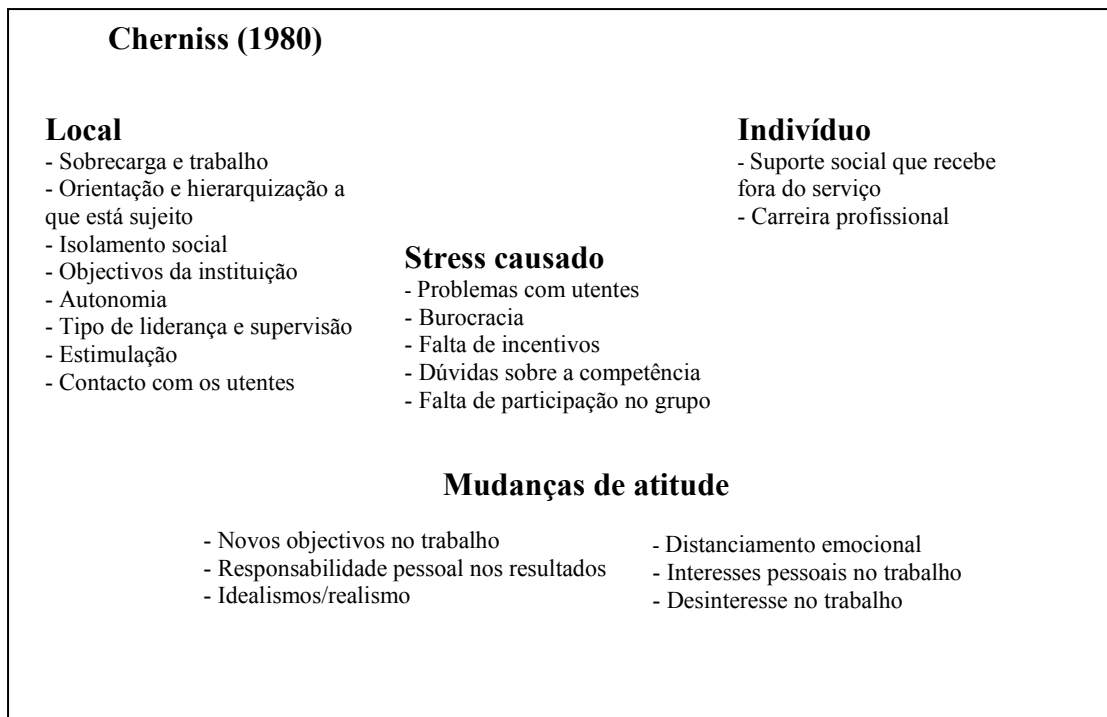 Cherniss (1980)
Local
- Sobrecarga e trabalho
- Orientação e hierarquização a
que está sujeito
- Isolamento social
- Objectivos da instituição
- Autonomia
- Tipo de liderança e supervisão
- Estimulação
- Contacto com os utentes
Stress causado
- Problemas com utentes
- Burocracia
- Falta de incentivos
- Dúvidas sobre a competência
- Falta de participação no grupo
Indivíduo
- Suporte social que recebe
fora do serviço
- Carreira profissional
Mudanças de atitude
- Novos objectivos no trabalho
- Responsabilidade pessoal nos resultados
- Idealismos/realismo
- Distanciamento emocional
- Interesses pessoais no trabalho
- Desinteresse no trabalho